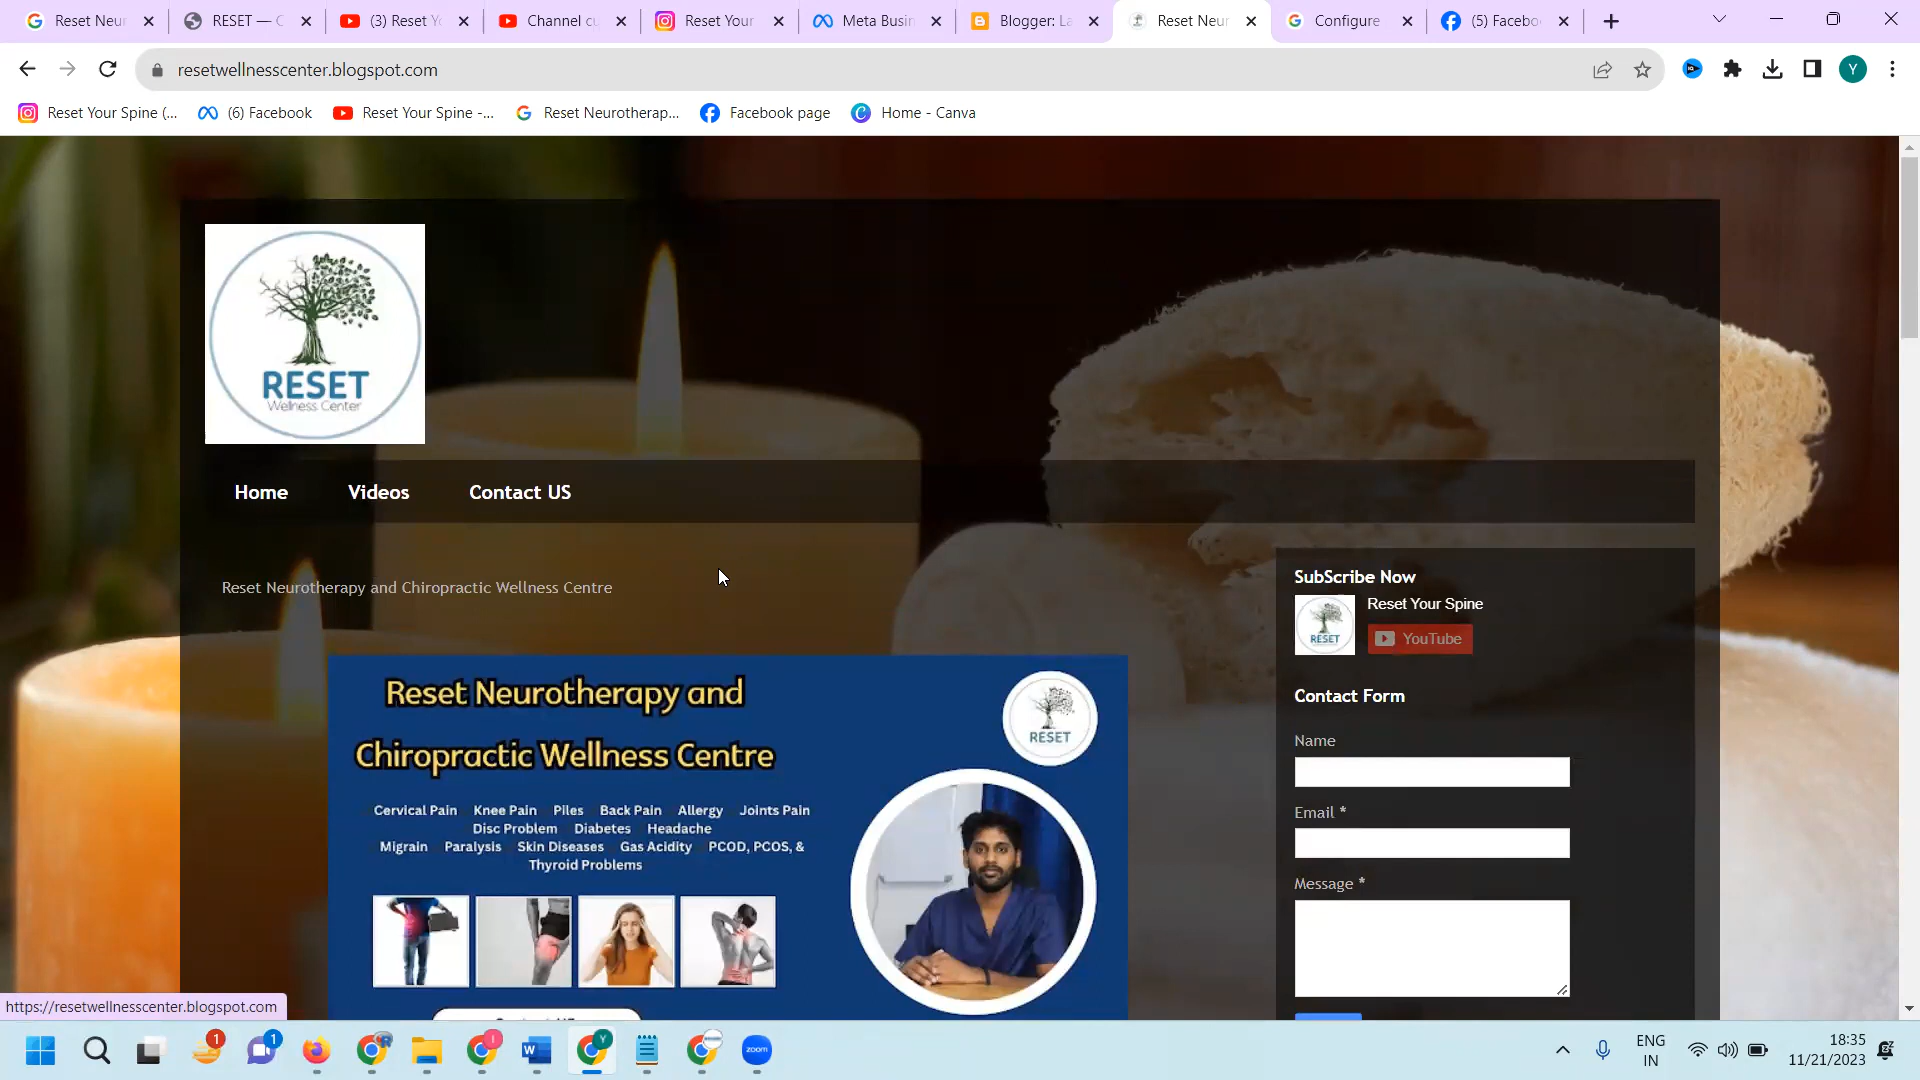 Reset Neur
RESET — C
(3) Reset Yo
Channel cu
Reset Your
Meta Busin
Blogger: La
Reset Neur
Configure
(5) Facebo
resetwellnesscenter.blogspot.com
Y
Reset Your Spine (...
(6) Facebook
Reset Your Spine -...
Reset Neurotherap...
Facebook page
Home - Canva
RESET
Wellness Center
Home
Videos
Contact US
Reset Neurotherapy and Chiropractic Wellness Centre
SubScribe Now
Reset Your Spine
RESET
YouTube
Contact Form
Name
Email *
Message *
Reset Neurotherapy and
Chiropractic Wellness Centre
RESET
Cervical Pain Knee Pain Piles Back Pain Allergy Joints Pain
Disc Problem Diabetes Headache
Migrain Paralysis Skin Diseases Gas Acidity PCOD, PCOS, &
Thyroid Problems
https://resetwellnesscenter.blogspot.com
1
1
I
Y
zoom
ENG
IN
18:35
11/21/2023